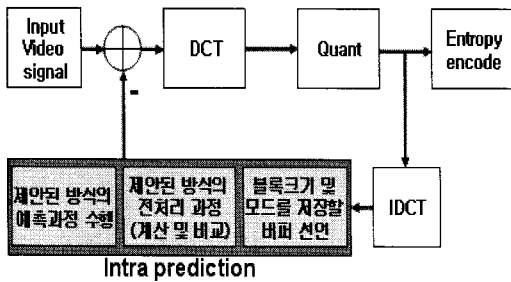 Input
Video
signal
DCT
Quant
Entropy
encode
-
제안된 방식의
예측과정 수행
제안된 방식의
전처리 과정
(계산 및 비교)
블록크기 및
모드를 저장할
버퍼 선언
IDCT
Intra prediction